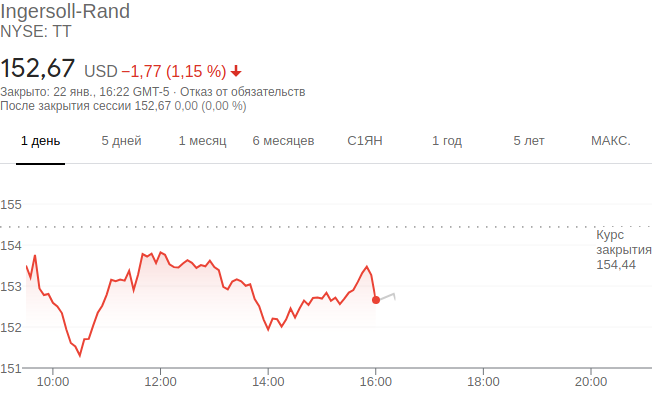 Ingersoll-Rand
NYSE: TT
152,67 USD −1,77 (1,15 %)
Закрыто: 22 янв., 16:22 GMT-5 · Отказ от обязательств
После закрытия сессии 152,67 0,00 (0,00 %)
1 день 5 дней 1 месяц 6 месяцев С1ЯН 1 год 5 лет МАКС.
155
Курс
154
закрытия
154,44
153
152
151
10:00 12:00 14:00 16:00 18:00 20:00